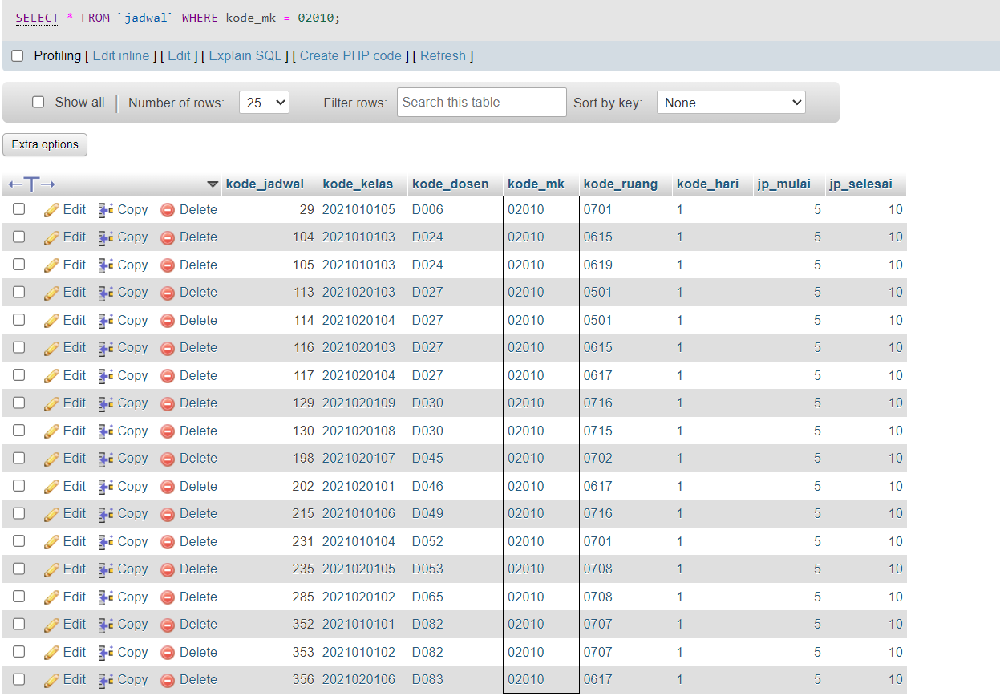 SELECT * FROM `jadwal` WHERE kode_mk = 02010;
Profiling [ Edit inline ] [ Edit ] [ Explain SQL ] [ Create PHP code ] [ Refresh ]
Show all Number of rows: 25 Filter rows: Search this table Sort by key: None
Extra options
kode_jadwal kode_kelas kode_dosen kode_mk kode_ruang kode_hari jp_mulai jp_selesai
Edit Copy Delete 29 2021010105 D006 02010 0701 1 5 10
Edit Copy Delete 104 2021010103 D024 02010 0615 1 5 10
Edit Copy Delete 105 2021010103 D024 02010 0619 1 5 10
Edit Copy Delete 113 2021020103 D027 02010 0501 1 5 10
Edit Copy Delete 114 2021020104 D027 02010 0501 1 5 10
Edit Copy Delete 116 2021020103 D027 02010 0615 1 5 10
Edit Copy Delete 117 2021020104 D027 02010 0617 1 5 10
Edit Copy Delete 129 2021020109 D030 02010 0716 1 5 10
Edit Copy Delete 130 2021020108 D030 02010 0715 1 5 10
Edit Copy Delete 198 2021020107 D045 02010 0702 1 5 10
Edit Copy Delete 202 2021020101 D046 02010 0617 1 5 10
Edit Copy Delete 215 2021010106 D049 02010 0716 1 5 10
Edit Copy Delete 231 2021010104 D052 02010 0701 1 5 10
Edit Copy Delete 235 2021010105 D053 02010 0708 1 5 10
Edit Copy Delete 285 2021020102 D065 02010 0708 1 5 10
Edit Copy Delete 352 2021010101 D082 02010 0707 1 5 10
Edit Copy Delete 353 2021010102 D082 02010 0707 1 5 10
Edit Copy Delete 356 2021020106 D083 02010 0617 1 5 10